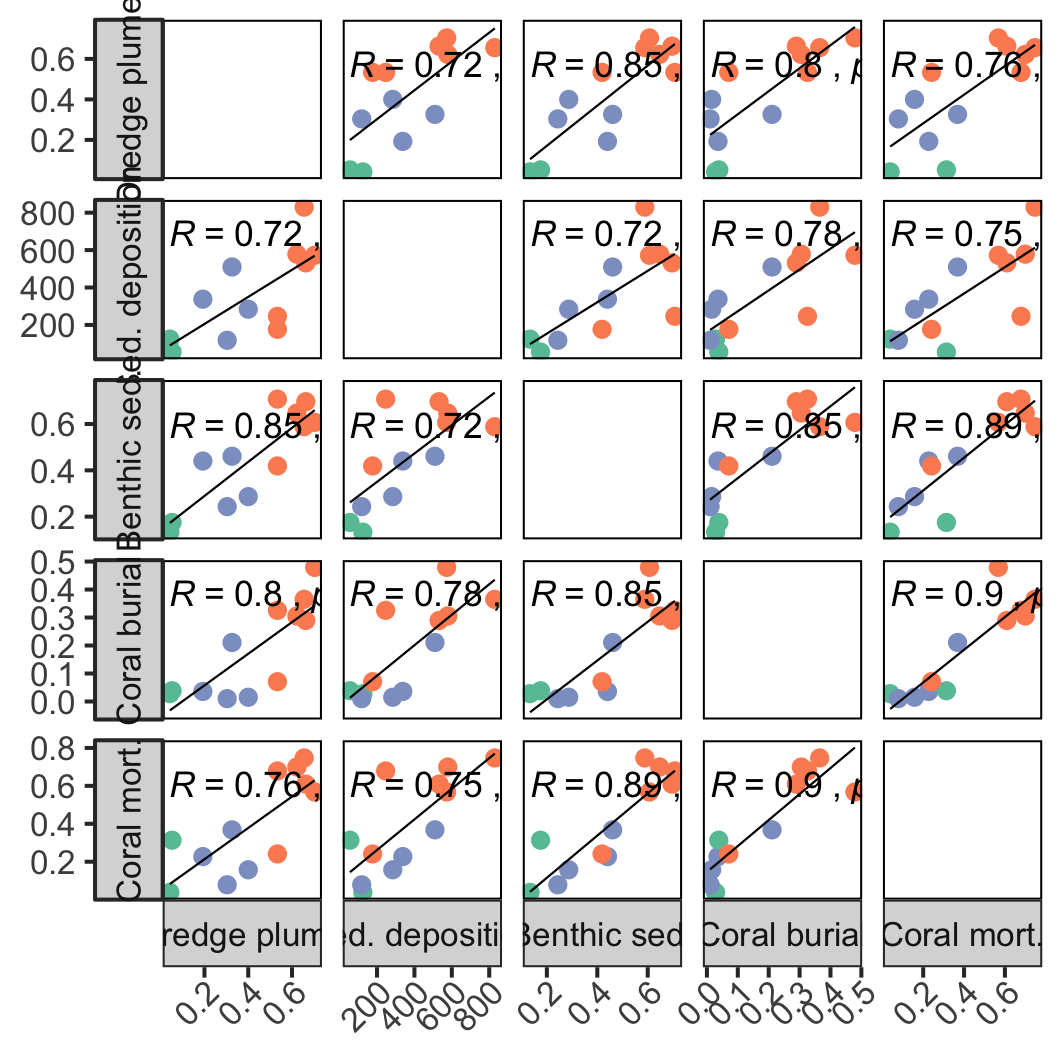 redge plume
0.6
0.4
0.2
R = 0.72 ,
R = 0.85 ,
R = 0.8 , p
R = 0.76 ,
ed. deposition
800
600
400
200
R = 0.72 ,
R = 0.72 ,
R = 0.78 ,
R = 0.75 ,
Benthic sed.
0.6
0.4
0.2
R = 0.85 ,
R = 0.72 ,
R = 0.85 ,
R = 0.89 ,
Coral burial
0.5
0.4
0.3
0.2
0.1
0.0
R = 0.8 , p
R = 0.78 ,
R = 0.85 ,
R = 0.9 , p
Coral mort.
0.8
0.6
0.4
0.2
R = 0.76 ,
R = 0.75 ,
R = 0.89 ,
R = 0.9 , p
redge plum
ed. depositi
Benthic sed
Coral buria
Coral mort.
0.2 0.4 0.6
200 400 600 800
0.2 0.4 0.6
0.0 0.1 0.2 0.3 0.4 0.5
0.2 0.4 0.6